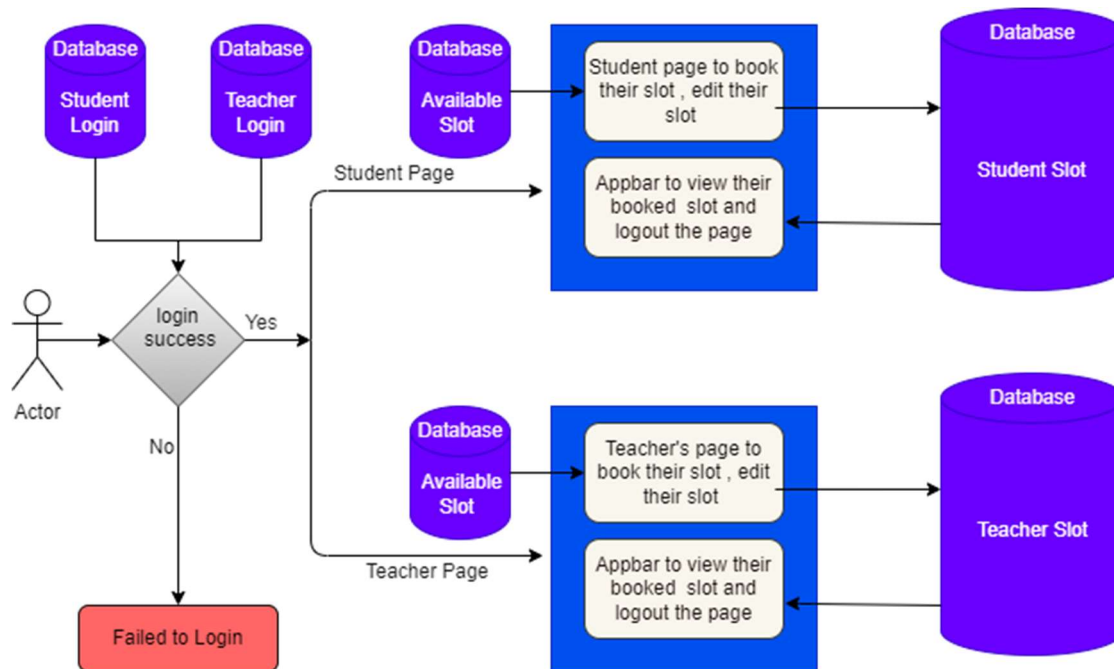 Database
Student
Login
Database
Teacher
Login
Database
Available
Slot
Student page to book
their slot , edit their
slot
Appbar to view their
booked slot and
logout the page
Database
Student Slot
Student Page
login
success
Yes
No
Actor
Failed to Login
Teacher Page
Database
Available
Slot
Teacher's page to
book their slot , edit
their slot
Appbar to view their
booked slot and
logout the page
Database
Teacher Slot